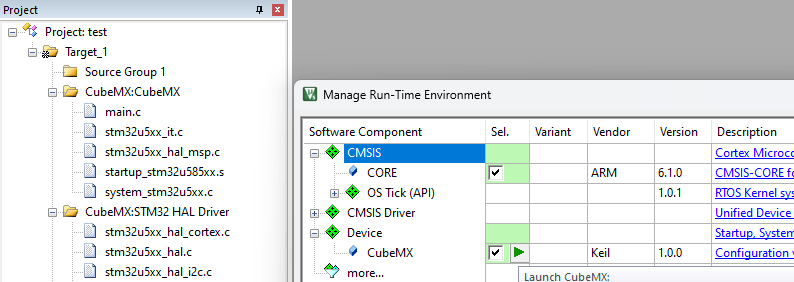 Project
Project: test
Target_1
Source Group 1
CubeMX:CubeMX
main.c
stm32u5xx_it.c
stm32u5xx_hal_msp.c
startup_stm32u585xx.s
system_stm32u5xx.c
CubeMX:STM32 HAL Driver
stm32u5xx_hal_cortex.c
stm32u5xx_hal.c
stm32u5xx_hal_i2c.c
Manage Run-Time Environment
Software Component Sel. Variant Vendor Version Description
CMSIS Cortex Microco
CORE ARM 6.1.0 CMSIS-CORE fo
OS Tick (API) 1.0.1 RTOS Kernel sys
CMSIS Driver Unified Device
Device Startup, System
CubeMX Keil 1.0.0 Configuration v
more...
Launch CubeMX: